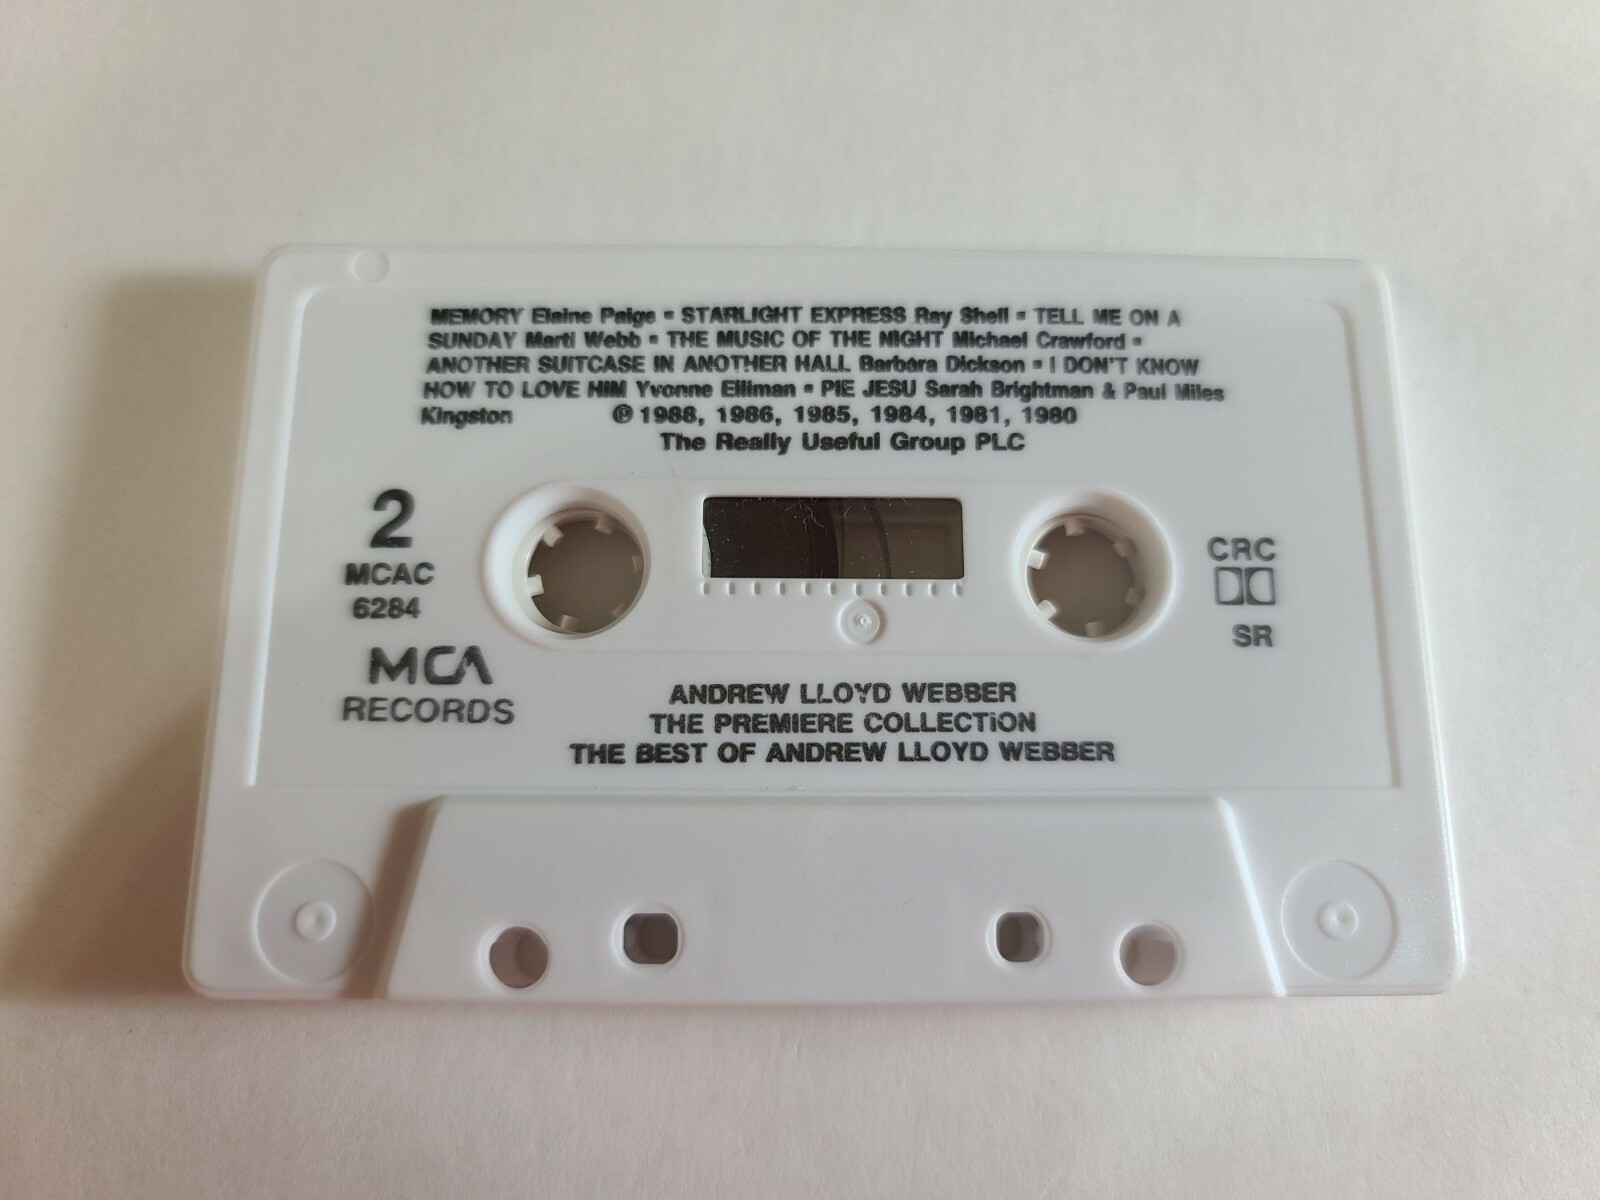 MEMORY Elaine Paige ▪ STARLIGHT EXPRESS Ray Shell ▪ TELL ME ON A
SUNDAY Marti Webb ▪ THE MUSIC OF THE NIGHT Michael Crawford ▪
ANOTHER SUITCASE IN ANOTHER HALL Barbara Dickson ▪ I DON'T KNOW
HOW TO LOVE HIM Yvonne Elliman ▪ PIE JESU Sarah Brightman & Paul Miles
Kingston ℗ 1988, 1986, 1985, 1984, 1981, 1980
The Really Useful Group PLC
2
MCAC
6284
MCA
RECORDS
CRC
SR
ANDREW LLOYD WEBBER
THE PREMIERE COLLECTION
THE BEST OF ANDREW LLOYD WEBBER